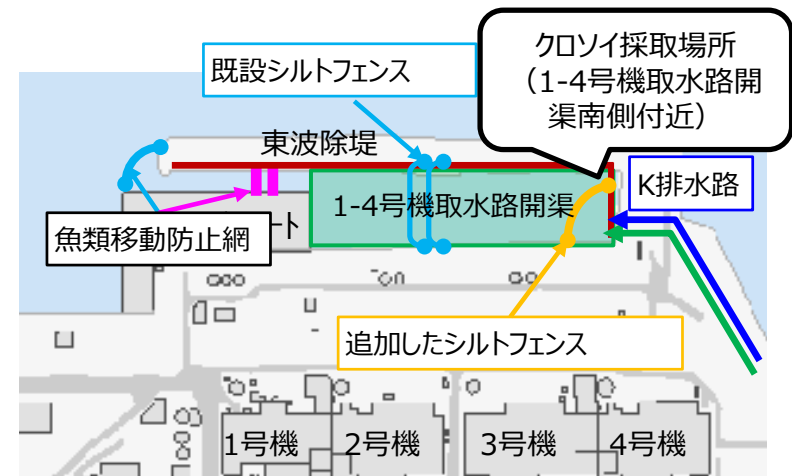 既設シルトフェンス
クロソイ採取場所
（1-4号機取水路開
渠南側付近）
東波除堤
K排水路
1-4号機取水路開渠
ト
魚類移動防止網
追加したシルトフェンス
1号機
2号機
3号機
4号機